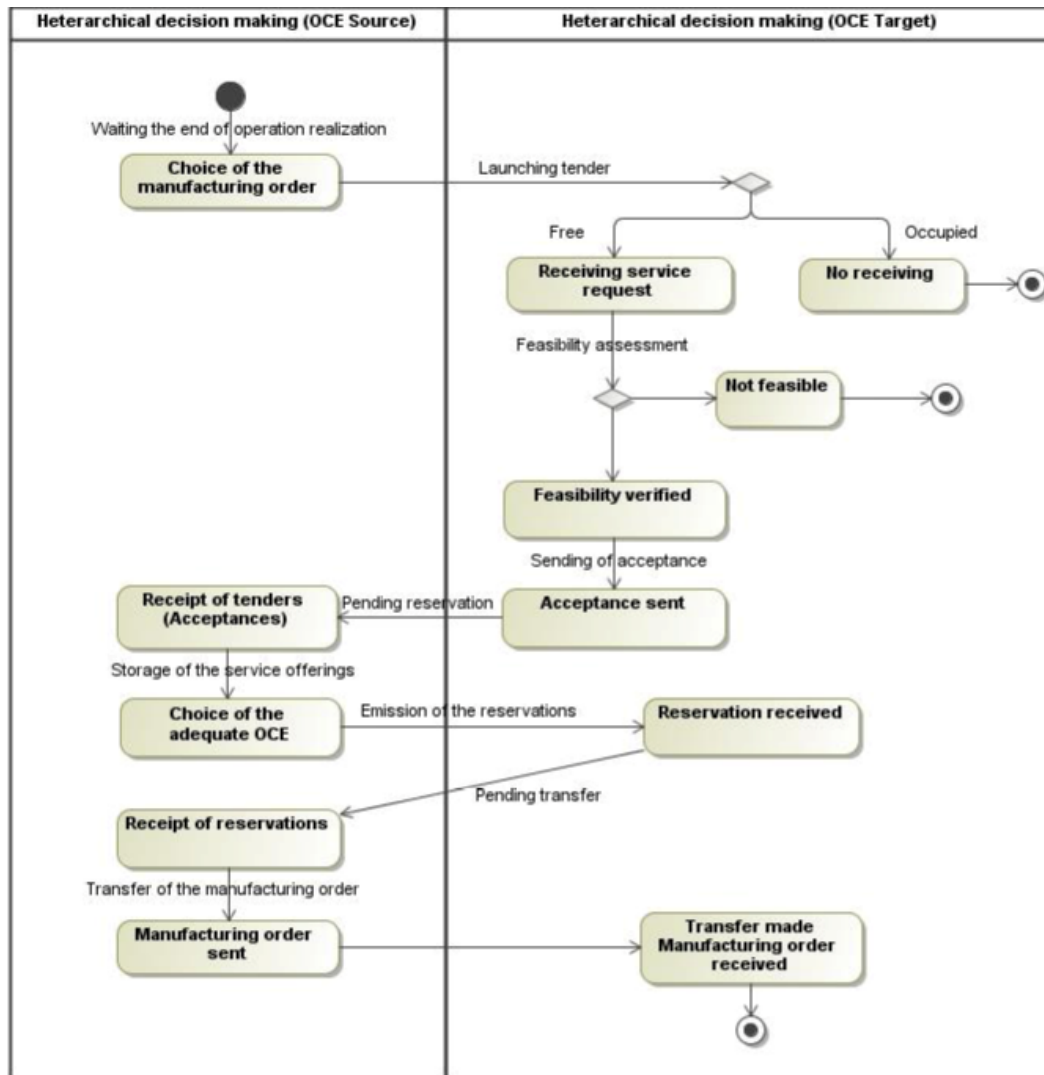 Heterarchical decision making (OCE Source)
Heterarchical decision making (OCE Target)
Waiting the end of operation realization
Choice of the
manufacturing order
Launching tender
Free
Occupied
Receiving service
request
No receiving
Feasibility assessment
Not feasible
Feasibility verified
Sending of acceptance
Receipt of tenders
(Acceptances)
Pending reservation
Acceptance sent
Storage of the service offerings
Choice of the
adequate OCE
Emission of the reservations
Reservation received
Pending transfer
Receipt of reservations
Transfer of the manufacturing order
Manufacturing order
sent
Transfer made
Manufacturing order
received